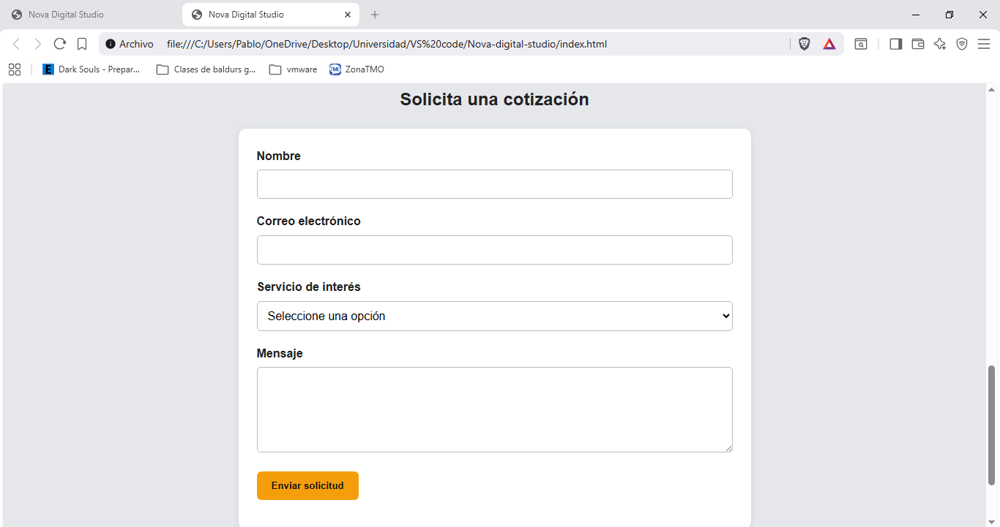 Nova Digital Studio
Nova Digital Studio
Archivo file:///C:/Users/Pablo/OneDrive/Desktop/Universidad/VS%20code/Nova-digital-studio/index.html
E Dark Souls - Prepar... Clases de baldurs g... vmware TMO ZonaTMO
Solicita una cotización
Nombre
Correo electrónico
Servicio de interés
Seleccione una opción
Mensaje
Enviar solicitud